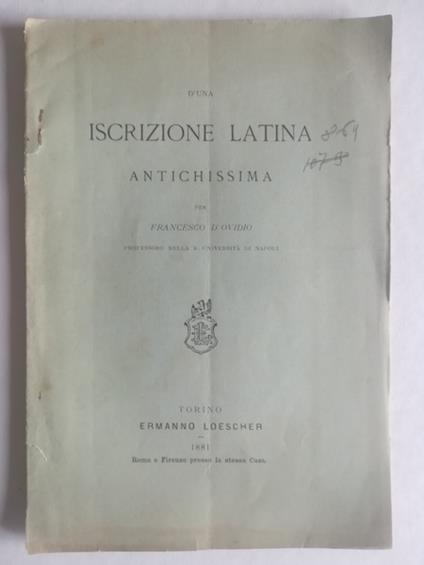 D'UNA
ISCRIZIONE LATINA
ANTICHISSIMA
PER
FRANCESCO D'OVIDIO
PROFESSORE NELLA R. UNIVERSITÀ DI NAPOLI
TORINO
ERMANNO LOESCHER
1881
Roma e Firenze presso la stessa Casa.